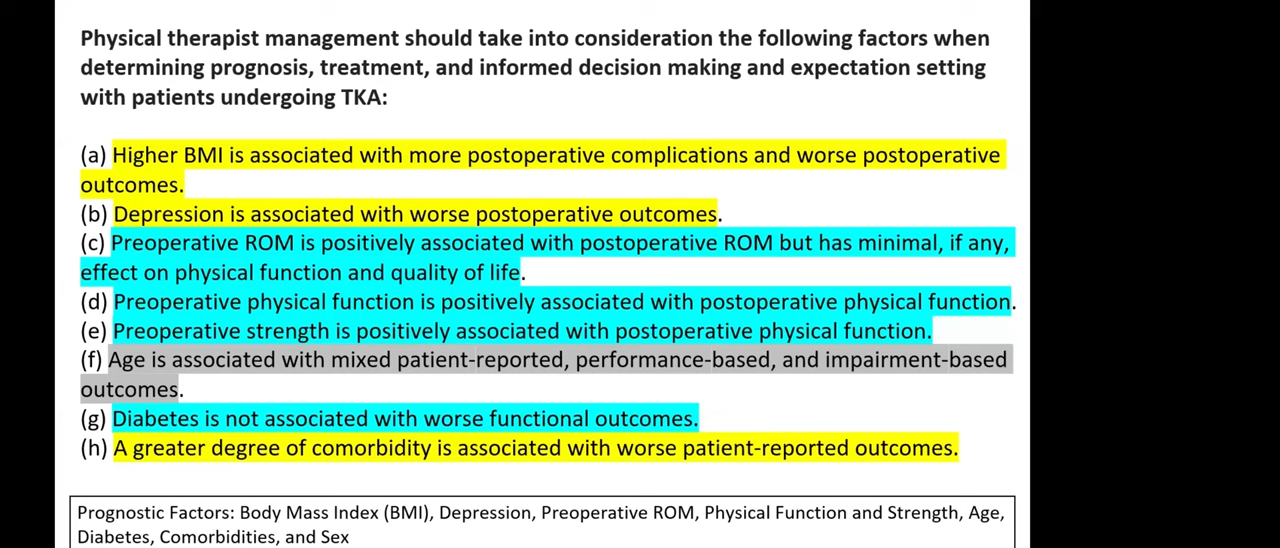 Physical therapist management should take into consideration the following factors when
determining prognosis, treatment, and informed decision making and expectation setting
with patients undergoing TKA:
(a) Higher BMI is associated with more postoperative complications and worse postoperative
outcomes.
(b) Depression is associated with worse postoperative outcomes.
(c) Preoperative ROM is positively associated with postoperative ROM but has minimal, if any,
effect on physical function and quality of life.
(d) Preoperative physical function is positively associated with postoperative physical function.
(e) Preoperative strength is positively associated with postoperative physical function.
(f) Age is associated with mixed patient-reported, performance-based, and impairment-based
outcomes.
(g) Diabetes is not associated with worse functional outcomes.
(h) A greater degree of comorbidity is associated with worse patient-reported outcomes.
Prognostic Factors: Body Mass Index (BMI), Depression, Preoperative ROM, Physical Function and Strength, Age,
Diabetes, Comorbidities, and Sex